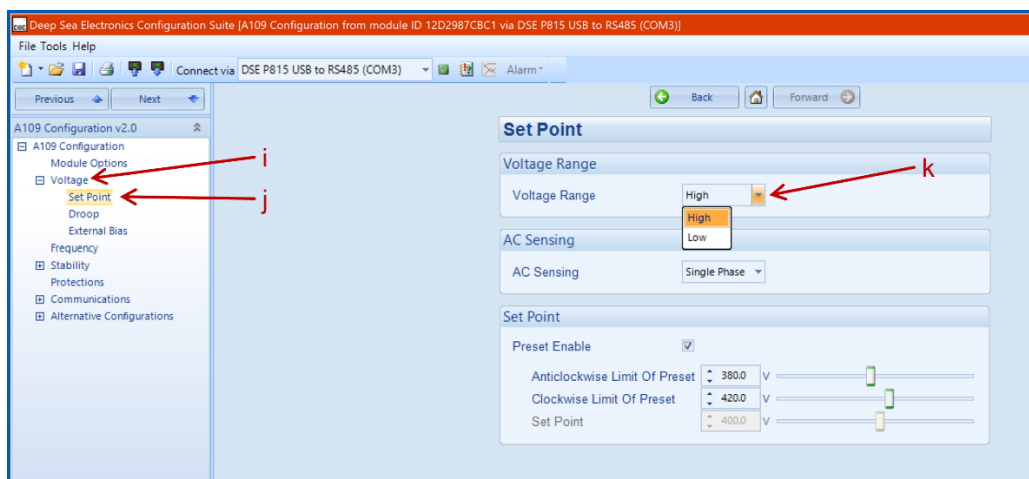 Deep Sea Electronics Configuration Suite [A109 Configuration from module ID 12D2987CBC1 via DSE P815 USB to RS485 (COM3)]
File Tools Help
Connect via DSE P815 USB to RS485 (COM3) Alarm
Previous Next Back Forward
A109 Configuration v2.0
A109 Configuration
Module Options
Voltage
Set Point
Droop
External Bias
Frequency
Stability
Protections
Communications
Alternative Configurations
i
j
Set Point
Voltage Range
Voltage Range High
k
High
Low
AC Sensing
AC Sensing Single Phase
Set Point
Preset Enable
Anticlockwise Limit Of Preset 380.0 V
Clockwise Limit Of Preset 420.0 V
Set Point 400.0 V